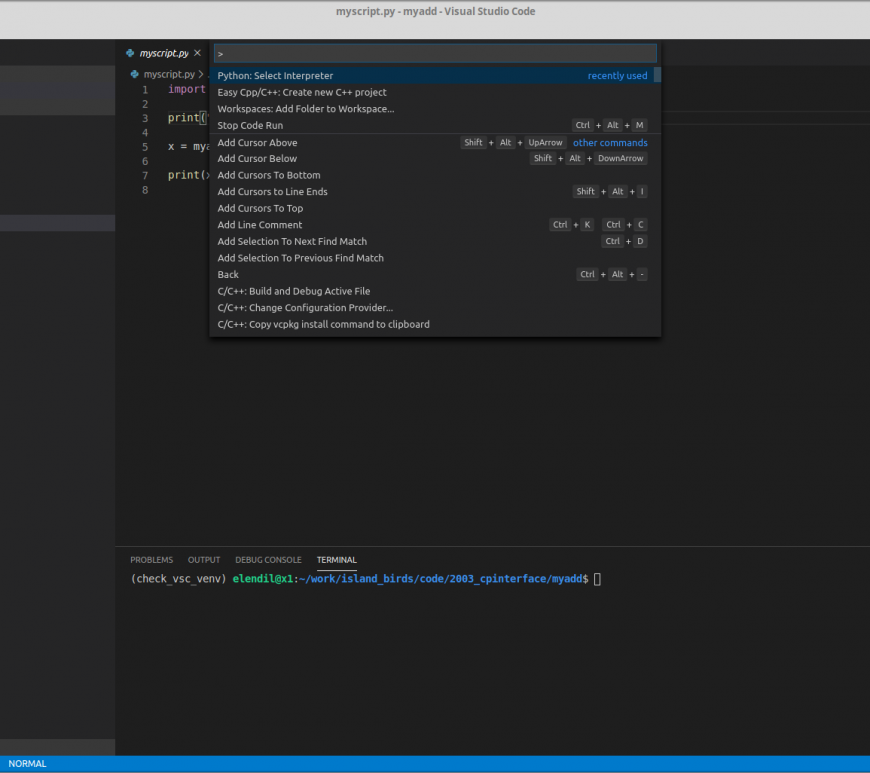 myscript.py - myadd - Visual Studio Code
myscript.py ×
>
myscript.py >
Python: Select Interpreter recently used
Easy Cpp/C++: Create new C++ project
Workspaces: Add Folder to Workspace...
Stop Code Run Ctrl + Alt + M
Add Cursor Above Shift + Alt + UpArrow other commands
Add Cursor Below Shift + Alt + DownArrow
Add Cursors To Bottom
Add Cursors to Line Ends Shift + Alt + I
Add Cursors To Top
Add Line Comment Ctrl + K Ctrl + C
Add Selection To Next Find Match Ctrl + D
Add Selection To Previous Find Match
Back Ctrl + Alt + -
C/C++: Build and Debug Active File
C/C++: Change Configuration Provider...
C/C++: Copy vcpkg install command to clipboard
1 import
2
3 print(
4
5 x = mya
6
7 print(x
8
PROBLEMS OUTPUT DEBUG CONSOLE TERMINAL
(check_vsc_venv) elendil@x1:~/work/island_birds/code/2003_cpinterface/myadd$
NORMAL